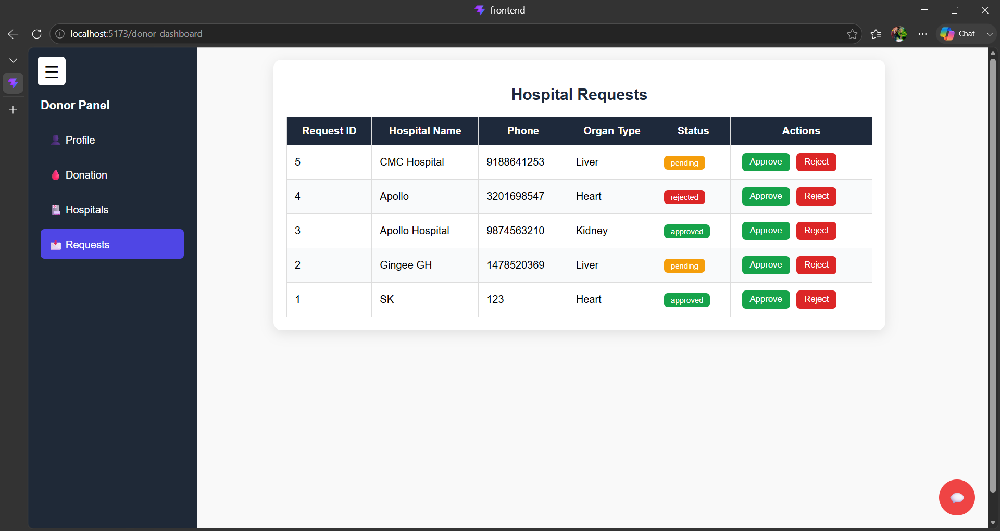 frontend
localhost:5173/donor-dashboard
Chat
Donor Panel
Profile
Donation
Hospitals
Requests
Hospital Requests
Request ID Hospital Name Phone Organ Type Status Actions
5 CMC Hospital 9188641253 Liver pending Approve Reject
4 Apollo 3201698547 Heart rejected Approve Reject
3 Apollo Hospital 9874563210 Kidney approved Approve Reject
2 Gingee GH 1478520369 Liver pending Approve Reject
1 SK 123 Heart approved Approve Reject